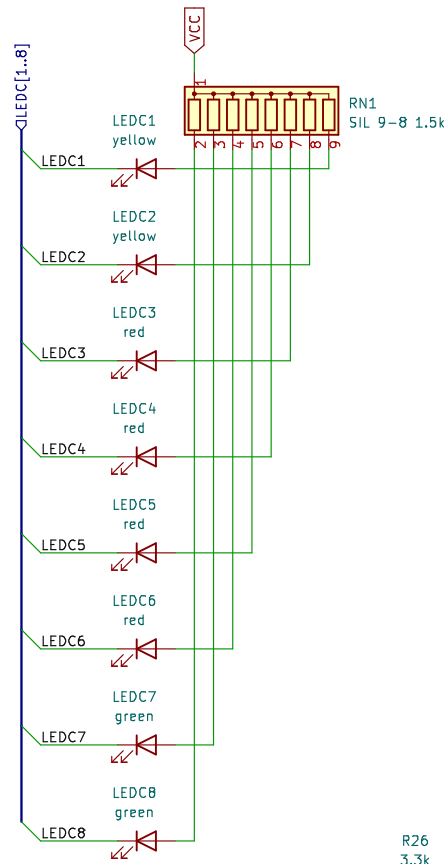 LEDC[1..8]
VCC
1
RN1
SIL 9-8 1.5k
2
3
4
5
6
7
8
9
LEDC1
yellow
LEDC1
LEDC2
yellow
LEDC2
LEDC3
red
LEDC3
LEDC4
red
LEDC4
LEDC5
red
LEDC5
LEDC6
red
LEDC6
LEDC7
green
LEDC7
LEDC8
green
LEDC8
R26
3.3k